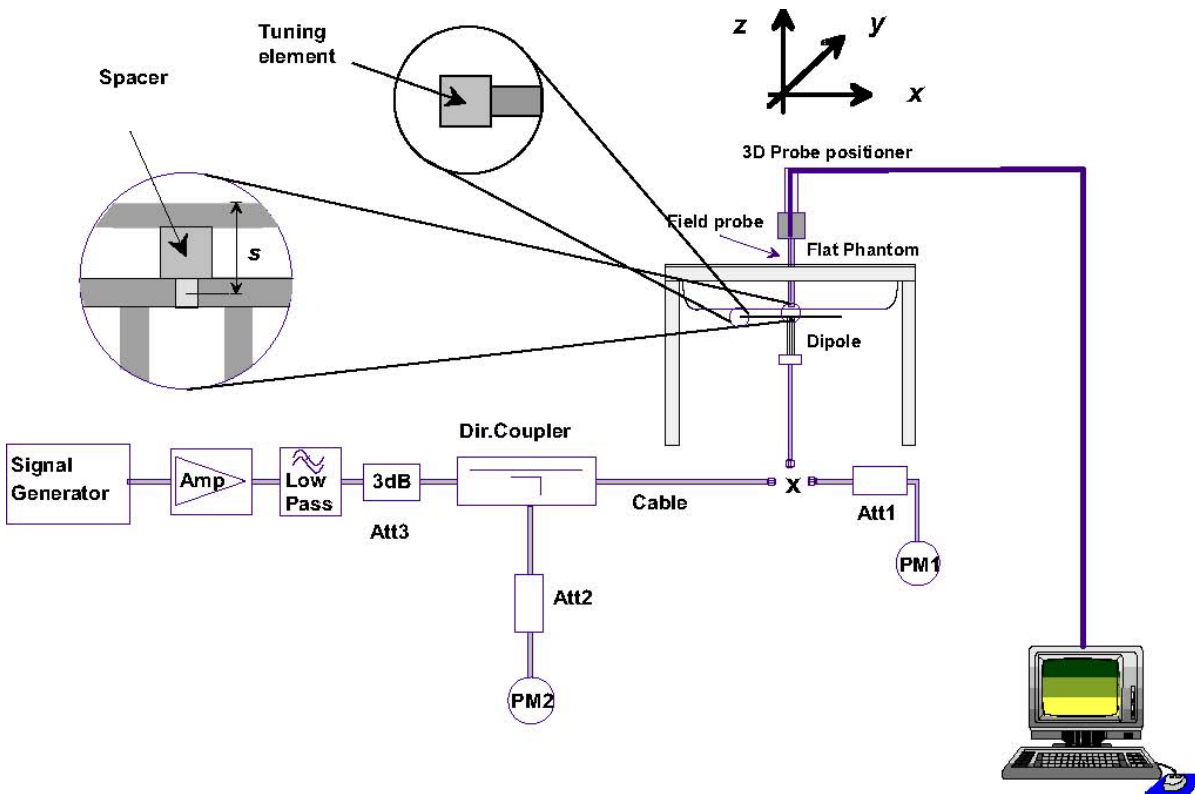 Tuning
element
Spacer
z
y
x
3D Probe positioner
Field probe
Flat Phantom
s
Dipole
Dir.Coupler
Signal
Generator
Amp
Low
Pass
3dB
Att3
Cable
x
Att1
PM1
Att2
PM2